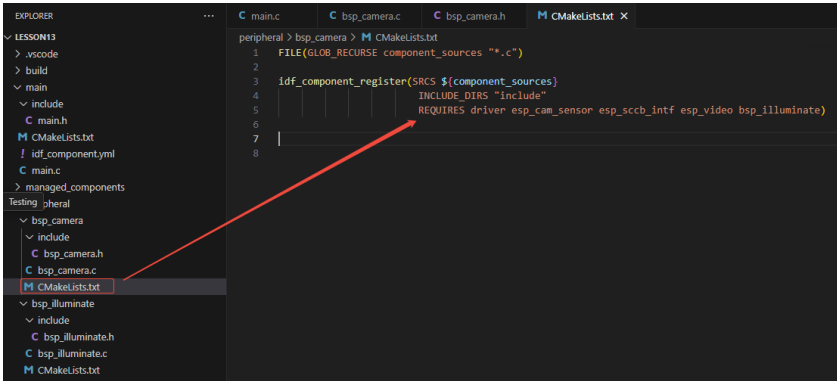 EXPLORER
···
LESSON13
.vscode
build
main
include
C main.h
M CMakeLists.txt
! idf_component.yml
C main.c
managed_components
Testing pheral
bsp_camera
include
C bsp_camera.h
C bsp_camera.c
M CMakeLists.txt
bsp_illuminate
include
C bsp_illuminate.h
C bsp_illuminate.c
M CMakeLists.txt
C main.c C bsp_camera.c C bsp_camera.h M CMakeLists.txt ×
peripheral > bsp_camera > M CMakeLists.txt
1 FILE(GLOB_RECURSE component_sources "*.c")
2
3 idf_component_register(SRCS ${component_sources}
4 INCLUDE_DIRS "include"
5 REQUIRES driver esp_cam_sensor esp_sccb_intf esp_video bsp_illuminate)
6
7
8